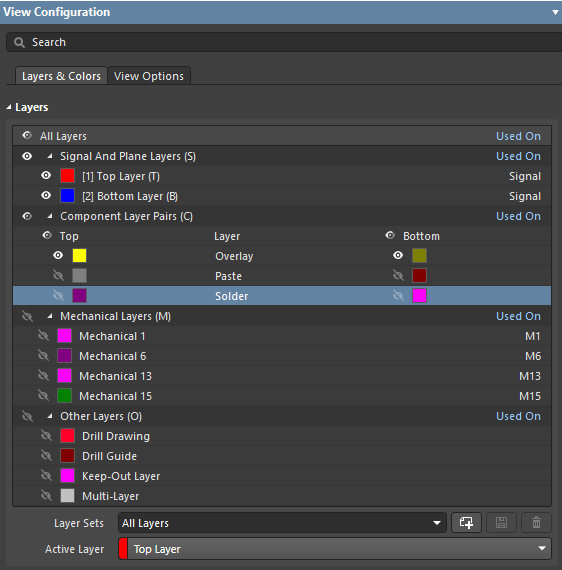 View Configuration
Search
Layers & Colors View Options
Layers
All Layers Used On
Signal And Plane Layers (S) Used On
[1] Top Layer (T) Signal
[2] Bottom Layer (B) Signal
Component Layer Pairs (C) Used On
Top Layer Bottom
Overlay
Paste
Solder
Mechanical Layers (M) Used On
Mechanical 1 M1
Mechanical 6 M6
Mechanical 13 M13
Mechanical 15 M15
Other Layers (O) Used On
Drill Drawing
Drill Guide
Keep-Out Layer
Multi-Layer
Layer Sets All Layers
Active Layer Top Layer